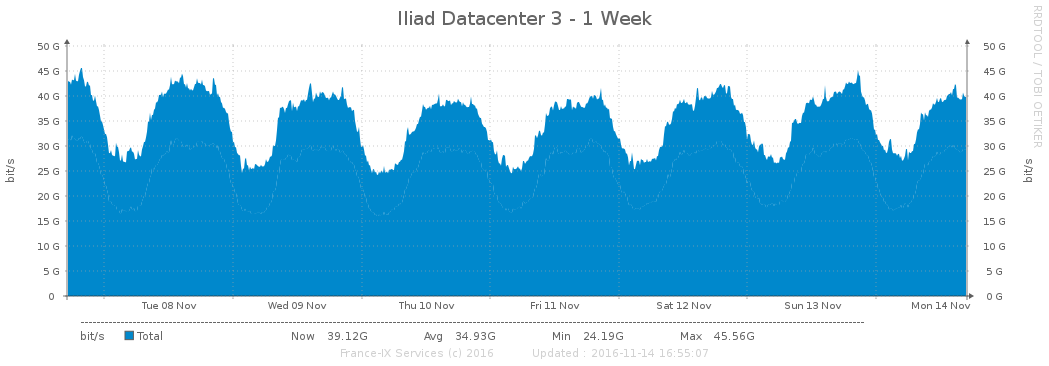 Iliad Datacenter 3 - 1 Week
RRDTOOL / TOBI OETIKER
50 G 50 G
45 G 45 G
40 G 40 G
35 G 35 G
30 G 30 G
25 G 25 G
20 G 20 G
15 G 15 G
10 G 10 G
5 G 5 G
0 0 G
bit/s bit/s
Tue 08 Nov Wed 09 Nov Thu 10 Nov Fri 11 Nov Sat 12 Nov Sun 13 Nov Mon 14 Nov
bit/s Total Now 39.12G Avg 34.93G Min 24.19G Max 45.56G
France-IX Services (c) 2016 Updated : 2016-11-14 16:55:07